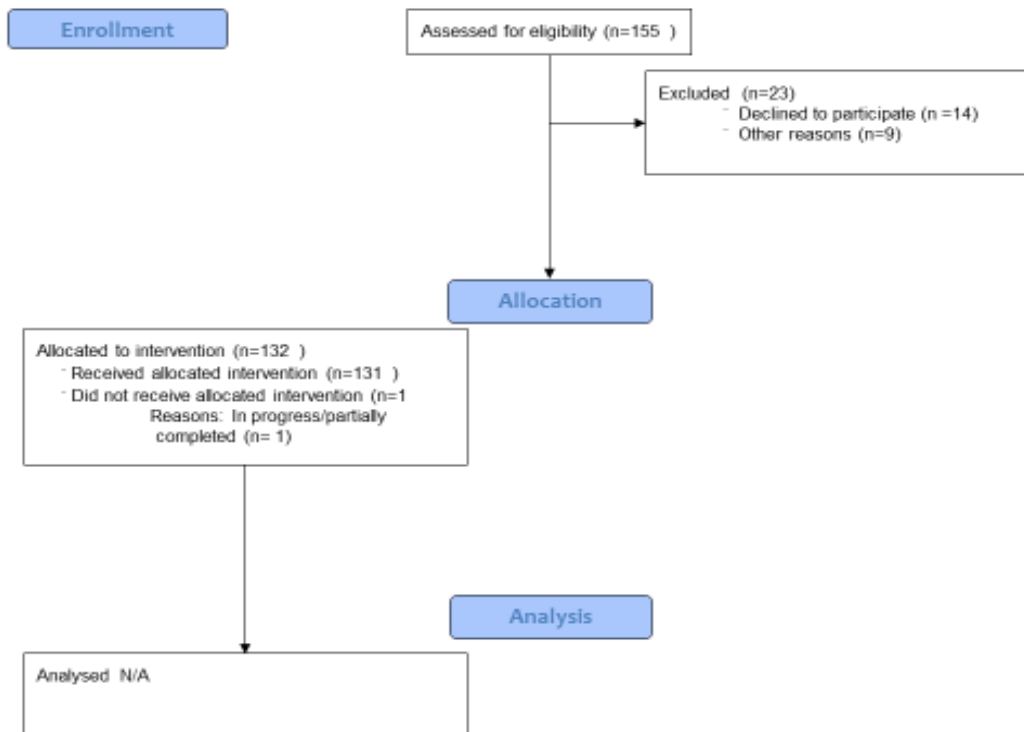 Enrollment
Assessed for eligibility (n=155 )
Excluded (n=23)
- Declined to participate (n =14)
- Other reasons (n=9)
Allocation
Allocated to intervention (n=132 )
- Received allocated intervention (n=131 )
- Did not receive allocated intervention (n=1
Reasons: In progress/partially
completed (n= 1)
Analysis
Analysed N/A